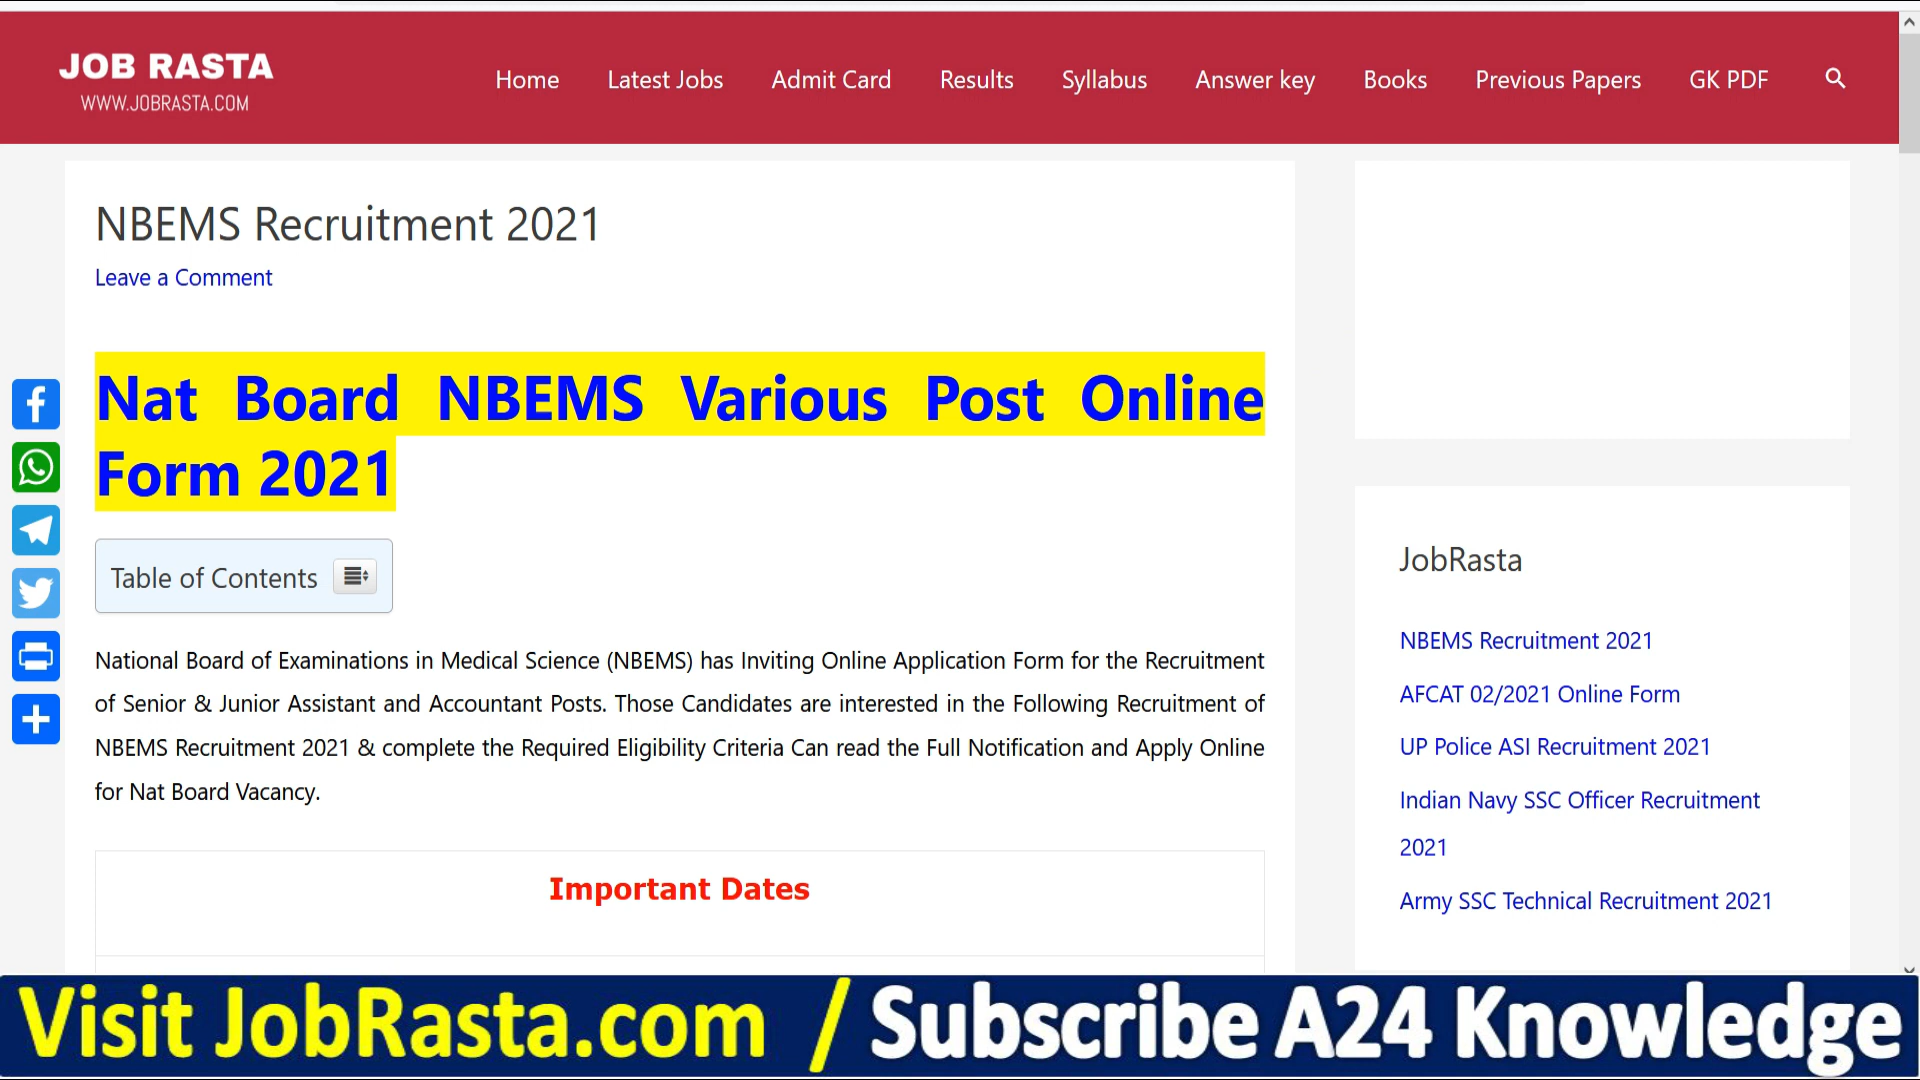 JOB RASTA
WWW.JOBRASTA.COM
Home Latest Jobs Admit Card Results Syllabus Answer key Books Previous Papers GK PDF
NBEMS Recruitment 2021
Leave a Comment
Nat Board NBEMS Various Post Online
Form 2021
Table of Contents
National Board of Examinations in Medical Science (NBEMS) has Inviting Online Application Form for the Recruitment
of Senior & Junior Assistant and Accountant Posts. Those Candidates are interested in the Following Recruitment of
NBEMS Recruitment 2021 & complete the Required Eligibility Criteria Can read the Full Notification and Apply Online
for Nat Board Vacancy.
Important Dates
JobRasta
NBEMS Recruitment 2021
AFCAT 02/2021 Online Form
UP Police ASI Recruitment 2021
Indian Navy SSC Officer Recruitment
2021
Army SSC Technical Recruitment 2021
Visit JobRasta.com / Subscribe A24 Knowledge